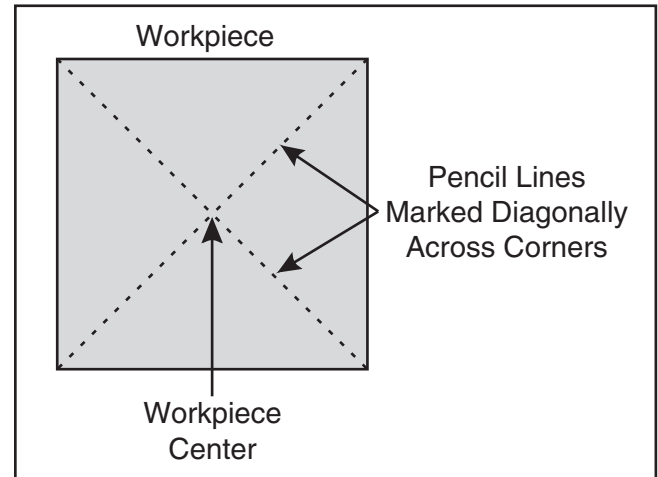 Workpiece
Pencil Lines
Marked Diagonally
Across Corners
Workpiece
Center